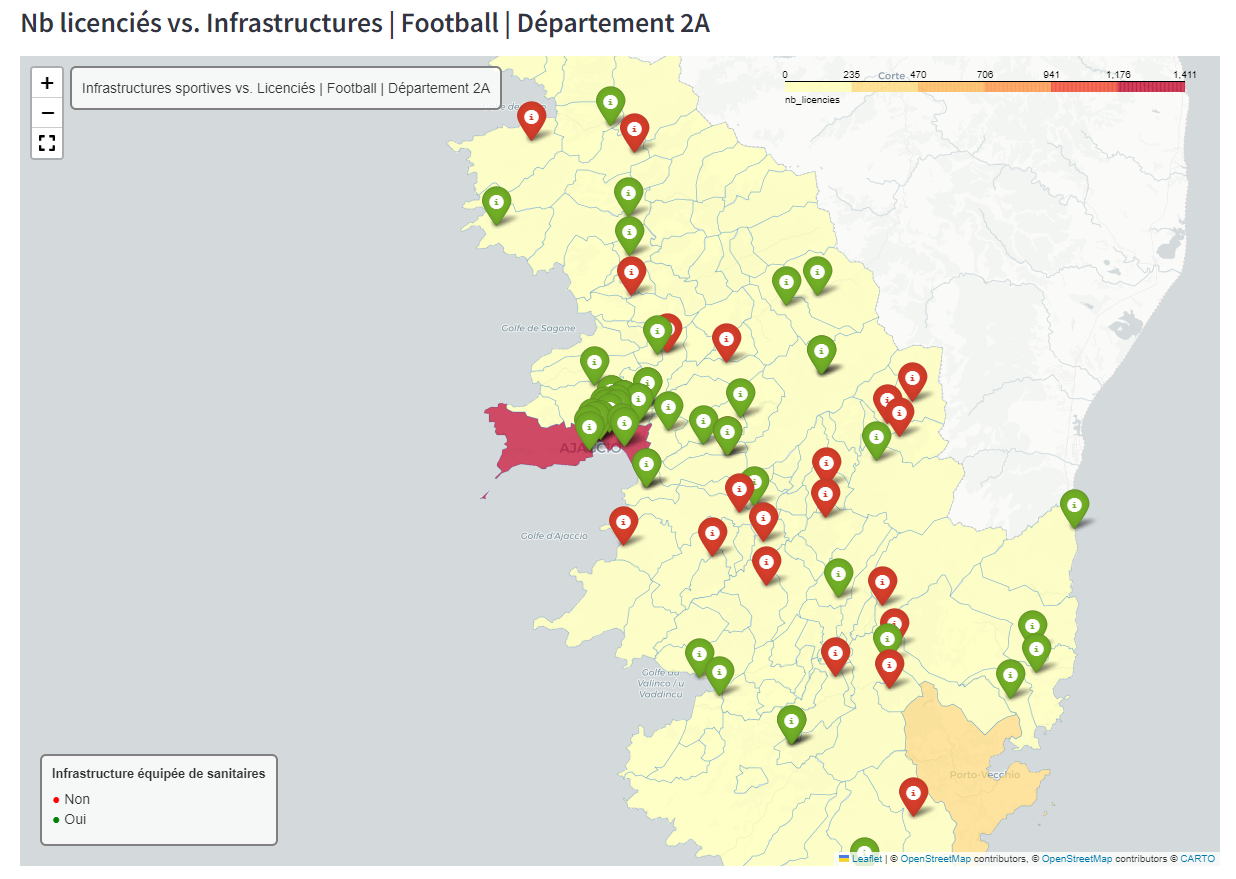 Nb licenciés vs. Infrastructures | Football | Département 2A
+
−
Infrastructures sportives vs. Licenciés | Football | Département 2A
0 235 470 706 941 1,176 1,411
Corte
nb_licencies
Golfe de Sagone
AJACCIO
Golfe d'Ajaccio
Golfe du
Valinco / u
Vaddincu
Porto-Vecchio
Infrastructure équipée de sanitaires
Non
Oui
Leaflet | © OpenStreetMap contributors, © OpenStreetMap contributors © CARTO